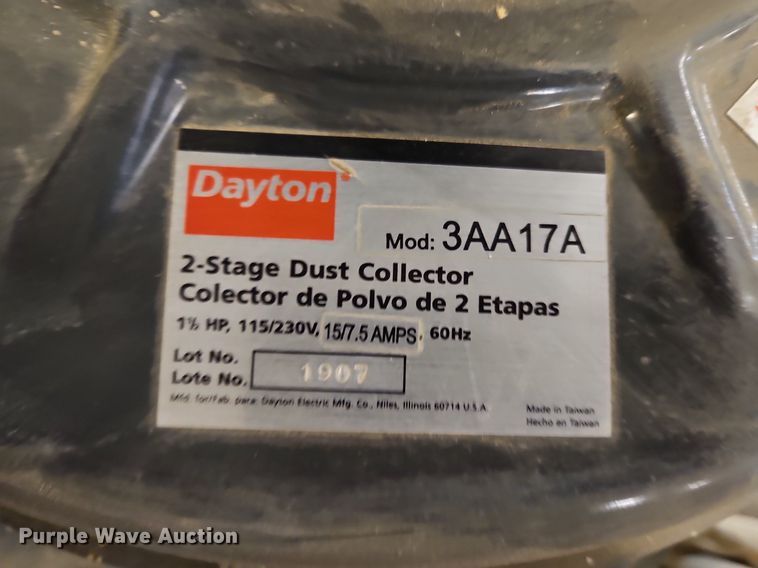 Dayton
Mod: 3AA17A
2-Stage Dust Collector
Colector de Polvo de 2 Etapas
1½ HP, 115/230V, 15/7.5 AMPS, 60Hz
Lot No.
Lote No. 1907
Mfd. for/Fab. para: Dayton Electric Mfg. Co., Niles, Illinois 60714 U.S.A.
Made in Taiwan
Hecho en Taiwan
Purple Wave Auction